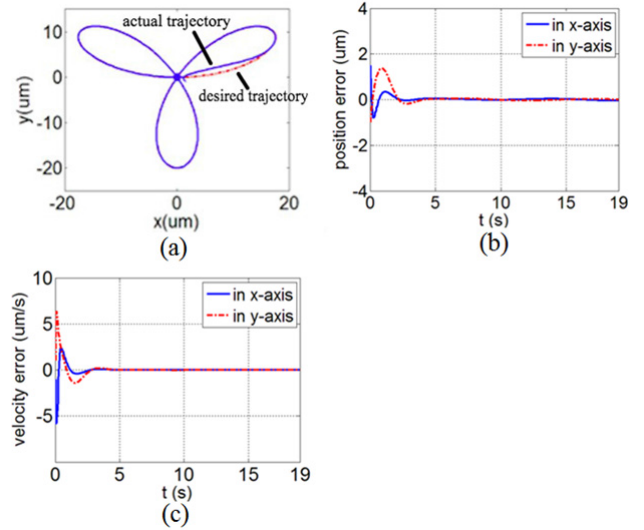 actual trajectory
desired trajectory
10
0
-10
-20
y(um)
-20
0
20
x(um)
(a)
in x-axis
in y-axis
4
2
0
-2
-4
position error (um)
0
5
10
15
19
t (s)
(b)
in x-axis
in y-axis
10
5
0
-5
velocity error (um/s)
0
5
10
15
19
t (s)
(c)